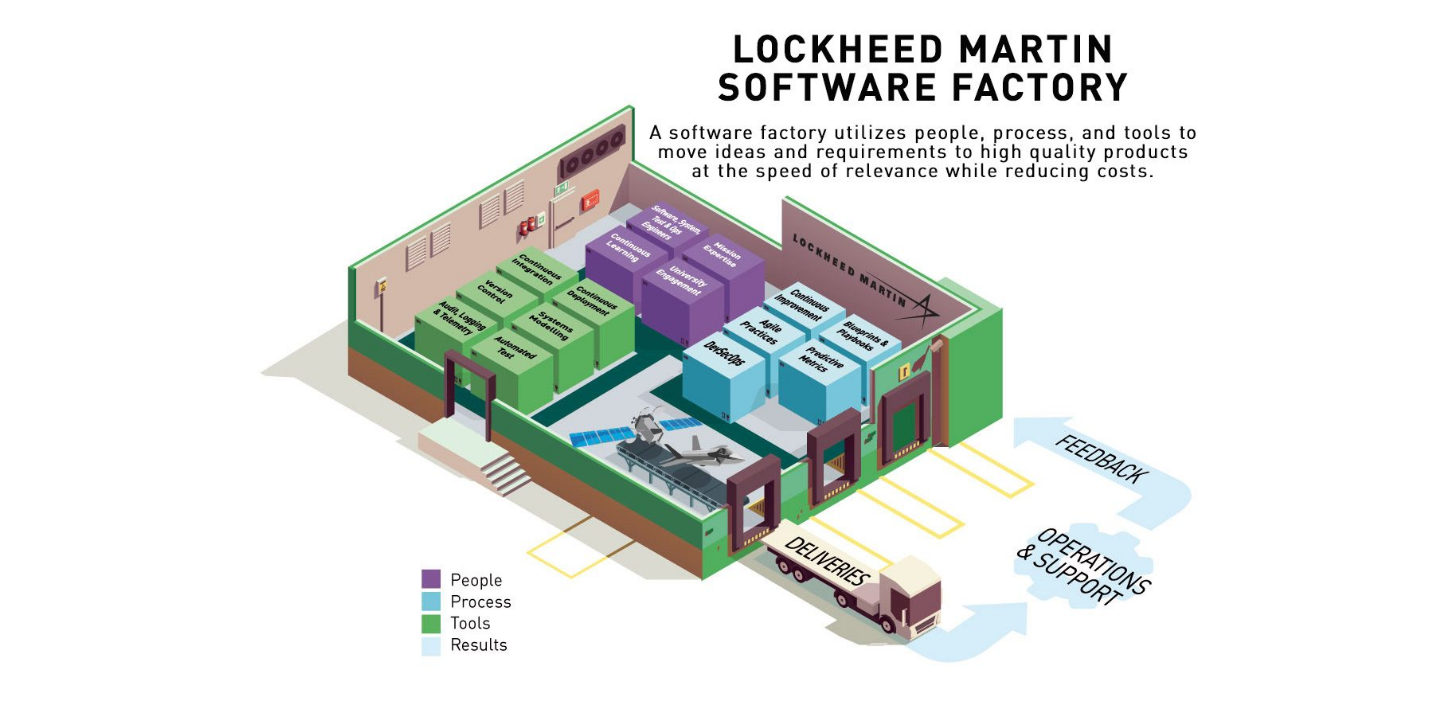 LOCKHEED MARTIN
SOFTWARE FACTORY
A software factory utilizes people, process, and tools to
move ideas and requirements to high quality products
at the speed of relevance while reducing costs.
Software, System,
Test & Ops
Engineers
Continuous
Learning
Mission
Expertise
University
Engagement
LOCKHEED MARTIN
Continuous
Integration
Version
Control
Continuous
Deployment
Audit, Logging
& Telemetry
Systems
Modelling
Automated
Test
Continuous
Improvement
Agile
Practices
Blueprints &
Playbooks
DevSecOps
Predictive
Metrics
FEEDBACK
OPERATIONS
& SUPPORT
DELIVERIES
People
Process
Tools
Results